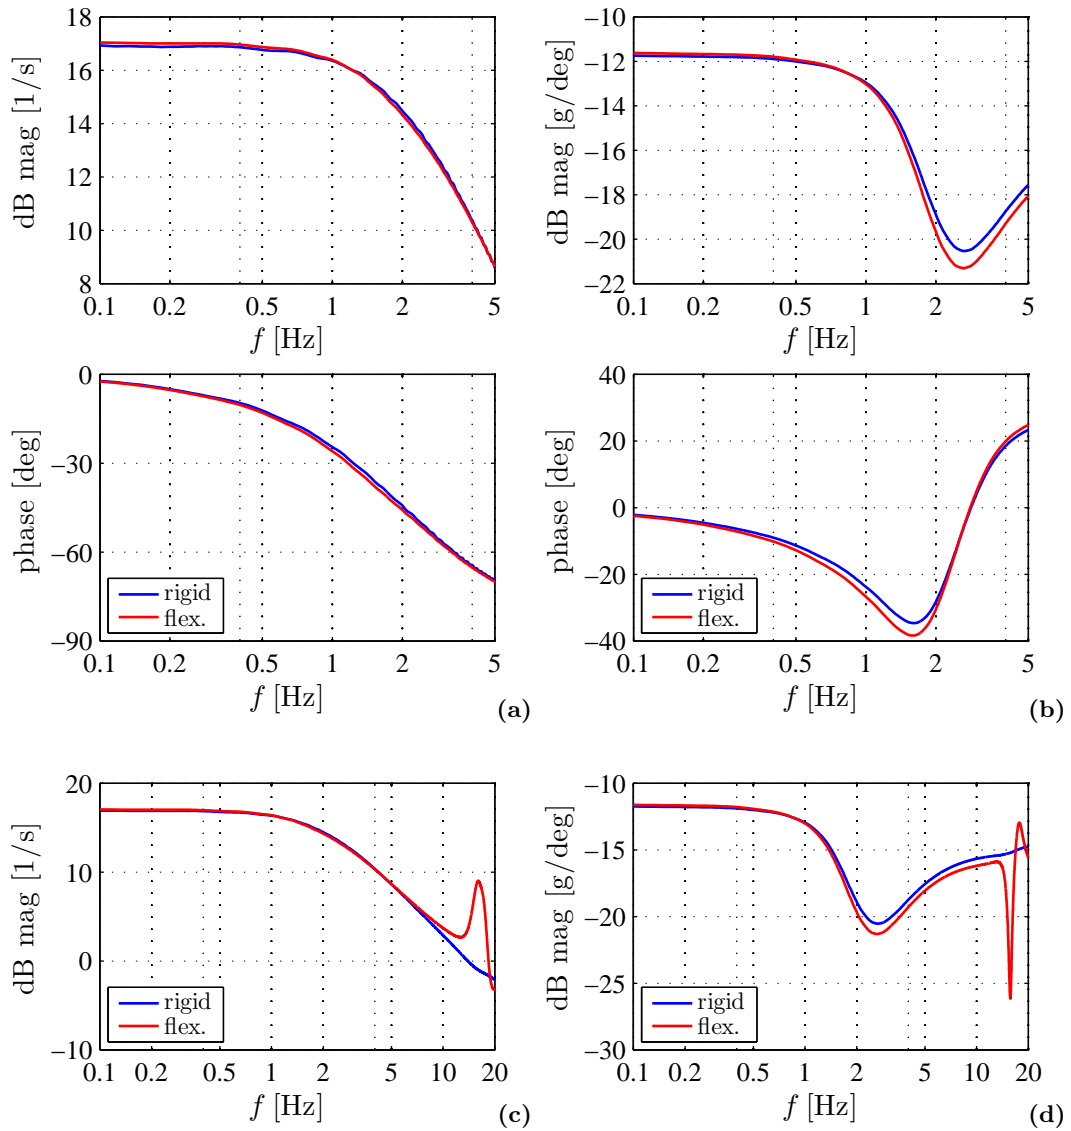 18
16
14
12
10
8
dB mag [1/s]
0.1 0.2 0.5 1 2 5
f [Hz]
−10
−12
−14
−16
−18
−20
−22
dB mag [g/deg]
0.1 0.2 0.5 1 2 5
f [Hz]
0
−30
−60
−90
phase [deg]
rigid
flex.
0.1 0.2 0.5 1 2 5
f [Hz]
(a)
40
20
0
−20
−40
phase [deg]
rigid
flex.
0.1 0.2 0.5 1 2 5
f [Hz]
(b)
20
10
0
−10
dB mag [1/s]
rigid
flex.
0.1 0.2 0.5 1 2 5 10 20
f [Hz]
(c)
−10
−15
−20
−25
−30
dB mag [g/deg]
rigid
flex.
0.1 0.2 0.5 1 2 5 10 20
f [Hz]
(d)